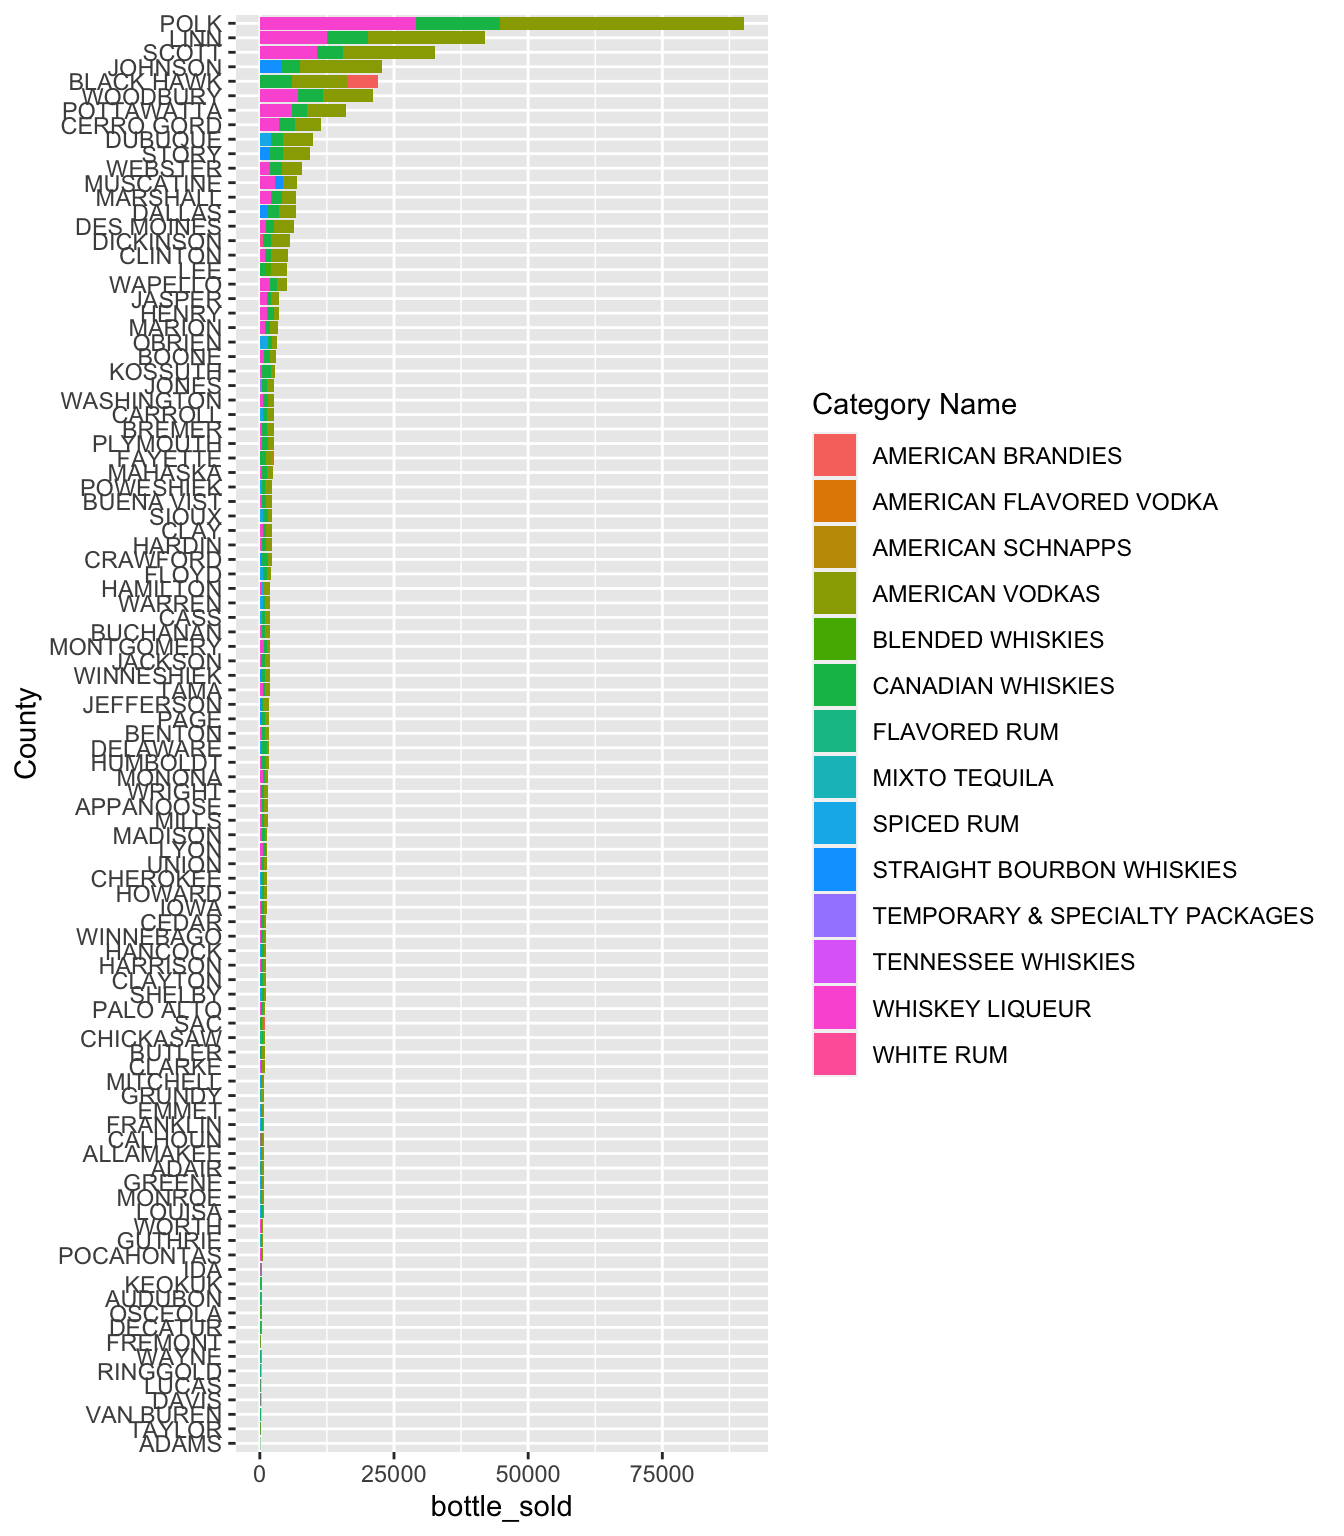 POLK
LINN
SCOTT
JOHNSON
BLACK HAWK
WOODBURY
POTTAWATTA
CERRO GORD
DUBUQUE
STORY
WEBSTER
MUSCATINE
MARSHALL
DALLAS
DES MOINES
DICKINSON
CLINTON
LEE
WAPELLO
JASPER
HENRY
MARION
OBRIEN
BOONE
KOSSUTH
JONES
WASHINGTON
CARROLL
BREMER
PLYMOUTH
FAYETTE
MAHASKA
POWESHIEK
BUENA VIST
SIOUX
CLAY
HARDIN
CRAWFORD
FLOYD
HAMILTON
WARREN
CASS
BUCHANAN
MONTGOMERY
JACKSON
WINNESHIEK
TAMA
JEFFERSON
PAGE
BENTON
DELAWARE
HUMBOLDT
MONONA
WRIGHT
APPANOOSE
MILLS
MADISON
LYON
UNION
CHEROKEE
HOWARD
IOWA
CEDAR
WINNEBAGO
HANCOCK
HARRISON
CLAYTON
SHELBY
PALO ALTO
SAC
CHICKASAW
BUTLER
CLARKE
MITCHELL
GRUNDY
EMMET
FRANKLIN
CALHOUN
ALLAMAKEE
ADAIR
GREENE
MONROE
LOUISA
WORTH
GUTHRIE
POCAHONTAS
IDA
KEOKUK
AUDUBON
OSCEOLA
DECATUR
FREMONT
WAYNE
RINGGOLD
LUCAS
DAVIS
VAN BUREN
TAYLOR
ADAMS
County
0 25000 50000 75000
bottle_sold
Category Name
AMERICAN BRANDIES
AMERICAN FLAVORED VODKA
AMERICAN SCHNAPPS
AMERICAN VODKAS
BLENDED WHISKIES
CANADIAN WHISKIES
FLAVORED RUM
MIXTO TEQUILA
SPICED RUM
STRAIGHT BOURBON WHISKIES
TEMPORARY & SPECIALTY PACKAGES
TENNESSEE WHISKIES
WHISKEY LIQUEUR
WHITE RUM